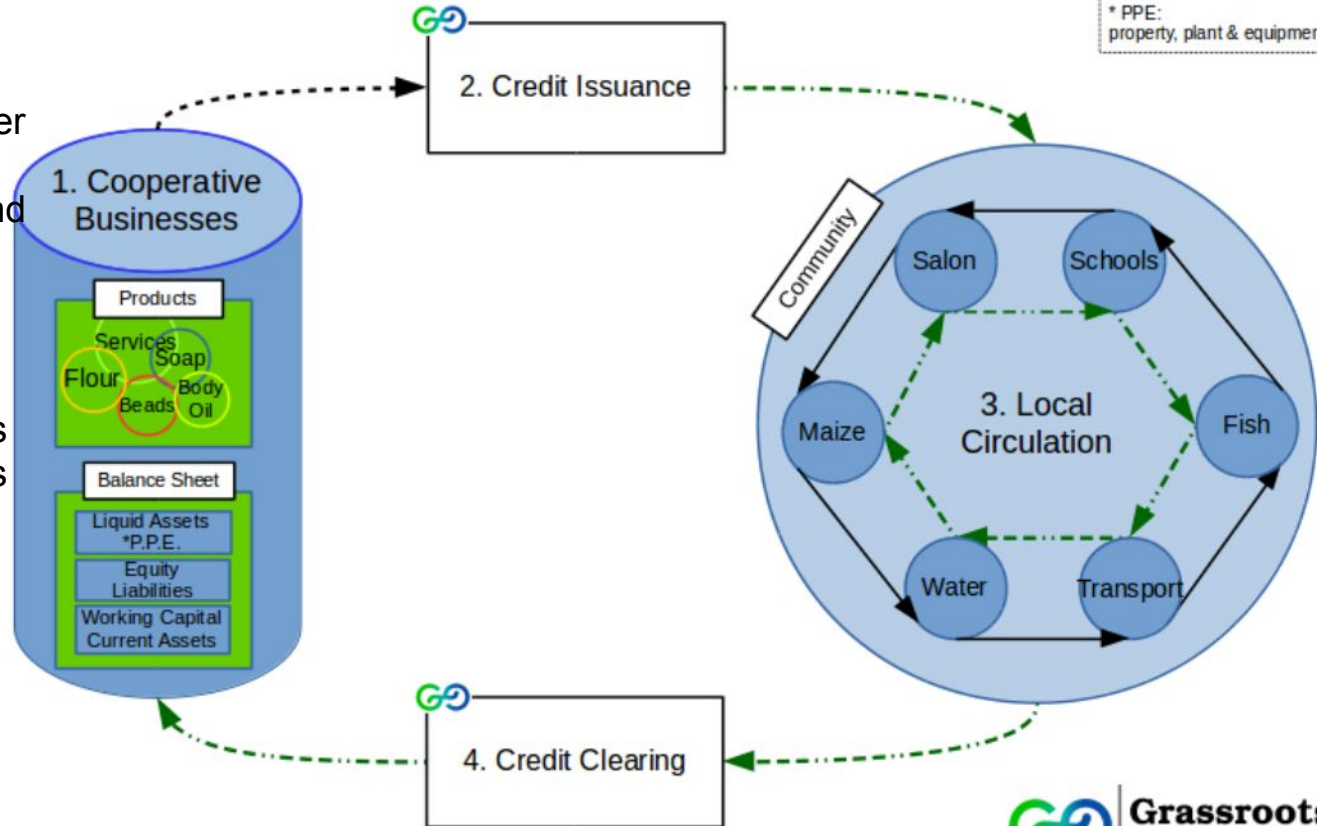 * PPE:
property, plant & equipmen
2. Credit Issuance
er
nd
s
s
1. Cooperative
Businesses
Products
Services
Soap
Flour
Beads
Body
Oil
Balance Sheet
Liquid Assets
*P.P.E.
Equity
Liabilities
Working Capital
Current Assets
Community
Salon
Schools
Maize
3. Local
Circulation
Fish
Water
Transport
4. Credit Clearing
Grassroots